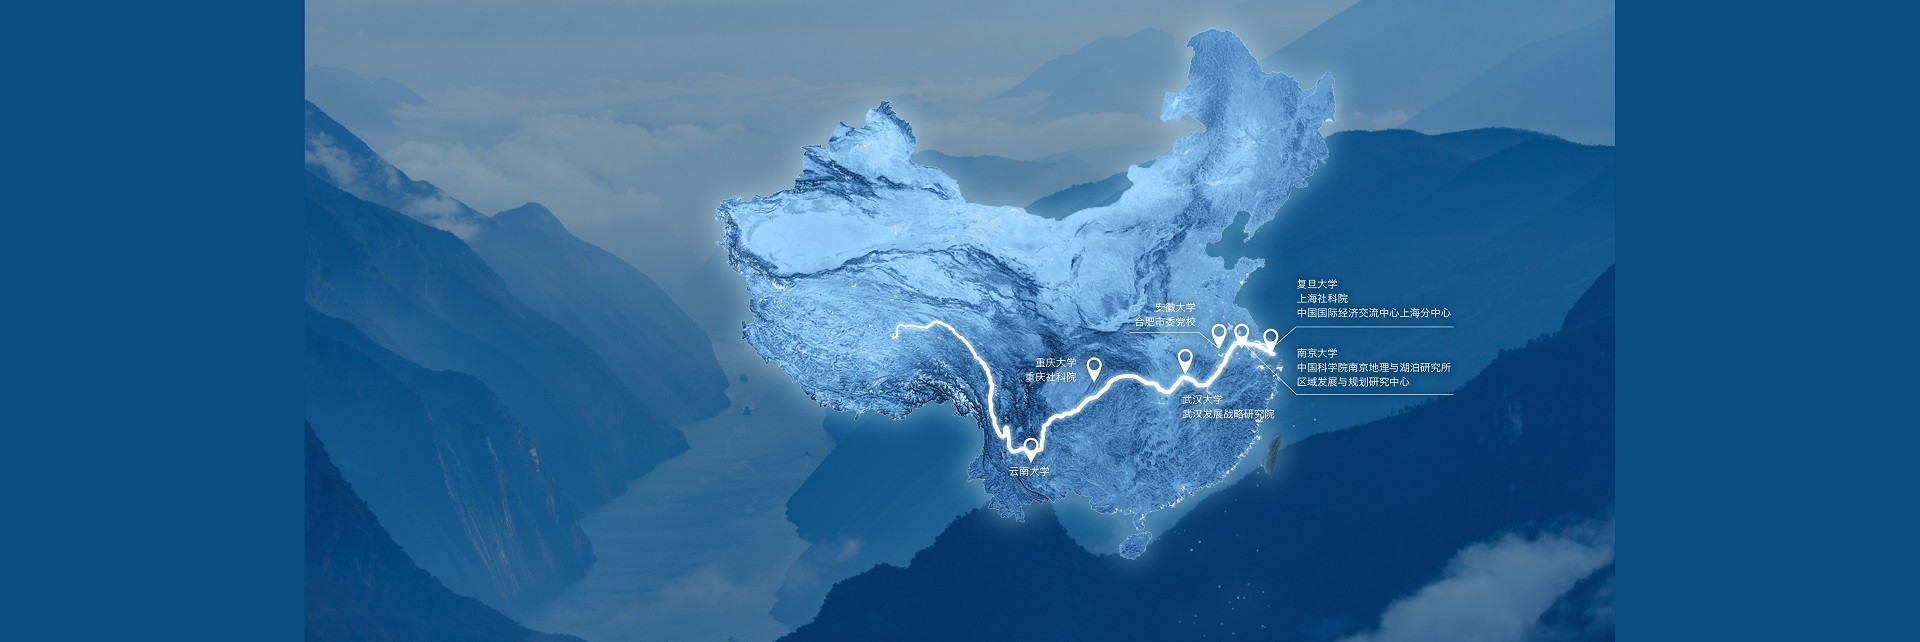 复旦大学
上海社科院
中国国际经济交流中心上海分中心
安徽大学
合肥市委党校
南京大学
中国科学院南京地理与湖泊研究所
区域发展与规划研究中心
重庆大学
重庆社科院
武汉大学
武汉发展战略研究院
云南大学